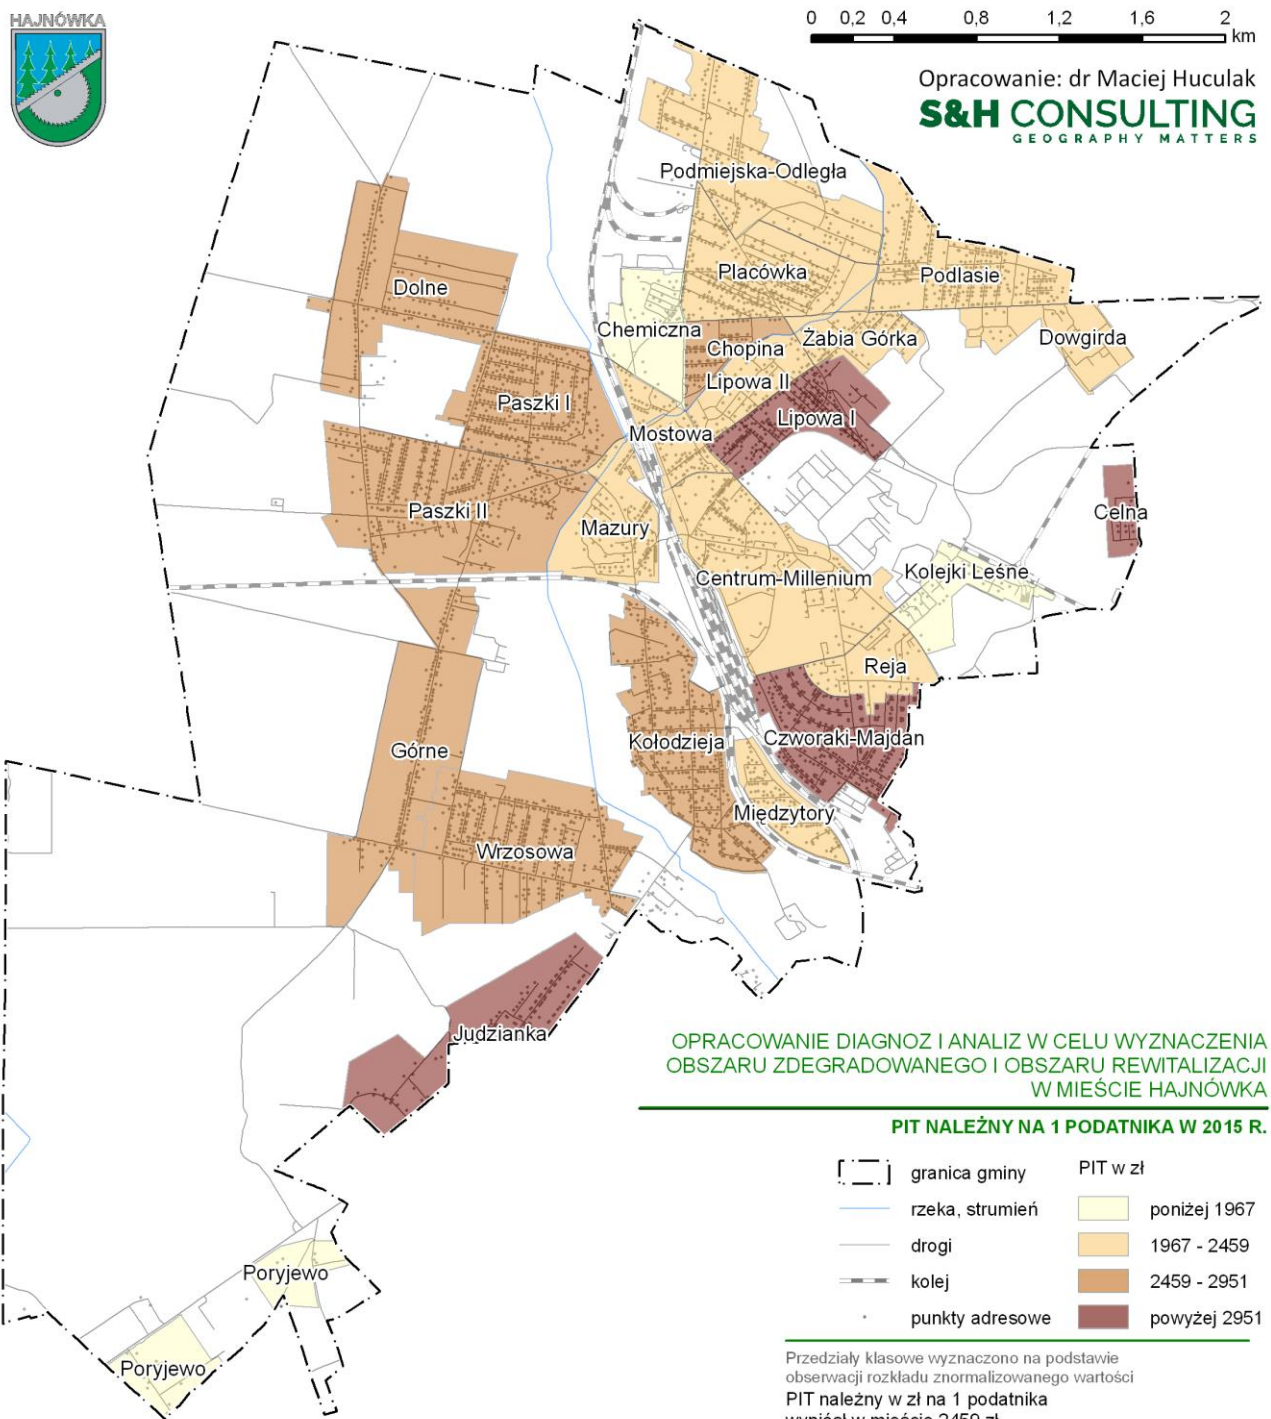 HAJNÓWKA
0 0,2 0,4 0,8 1,2 1,6 2
km
Opracowanie: dr Maciej Huculak
S&H CONSULTING
GEOGRAPHY MATTERS
Podmiejska-Odległa
Placówka
Podlasie
Dolne
Chemiczna
Chopina
Żabia Górka
Dowgirda
Lipowa II
Paszki I
Lipowa I
Mostowa
Paszki II
Mazury
Celna
Centrum-Millenium
Kolejki Leśne
Reja
Górne
Kołodzieja
Czworaki-Majdan
Międzytory
Wrzosowa
Judzianka
Poryjewo
Poryjewo
OPRACOWANIE DIAGNOZ I ANALIZ W CELU WYZNACZENIA
OBSZARU ZDEGRADOWANEGO I OBSZARU REWITALIZACJI
W MIEŚCIE HAJNÓWKA
PIT NALEŻNY NA 1 PODATNIKA W 2015 R.
granica gminy
rzeka, strumień
drogi
kolej
punkty adresowe
PIT w zł
poniżej 1967
1967 - 2459
2459 - 2951
powyżej 2951
Przedziały klasowe wyznaczono na podstawie
obserwacji rozkładu znormalizowanego wartości
PIT należny w zł na 1 podatnika
wyniósł w mieście 2459 zł